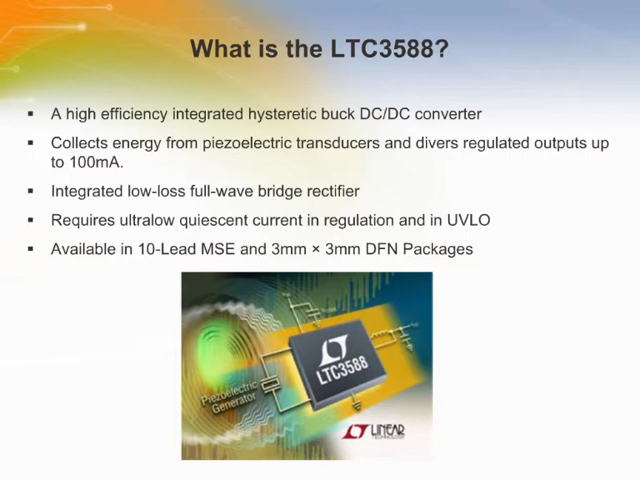 What is the LTC3588?
▪ A high efficiency integrated hysteretic buck DC/DC converter
▪ Collects energy from piezoelectric transducers and divers regulated outputs up
to 100mA.
▪ Integrated low-loss full-wave bridge rectifier
▪ Requires ultralow quiescent current in regulation and in UVLO
▪ Available in 10-Lead MSE and 3mm × 3mm DFN Packages
LTC3588
Piezoelectric
Generator
LINEAR
TECHNOLOGY